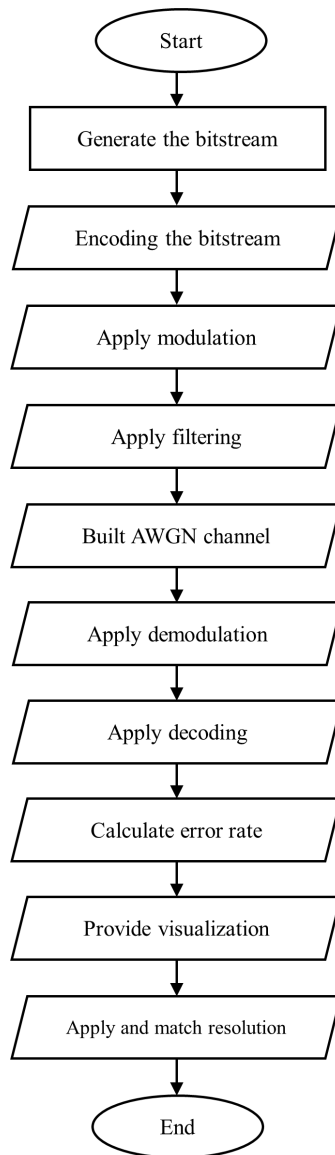 Start
Generate the bitstream
Encoding the bitstream
Apply modulation
Apply filtering
Built AWGN channel
Apply demodulation
Apply decoding
Calculate error rate
Provide visualization
Apply and match resolution
End